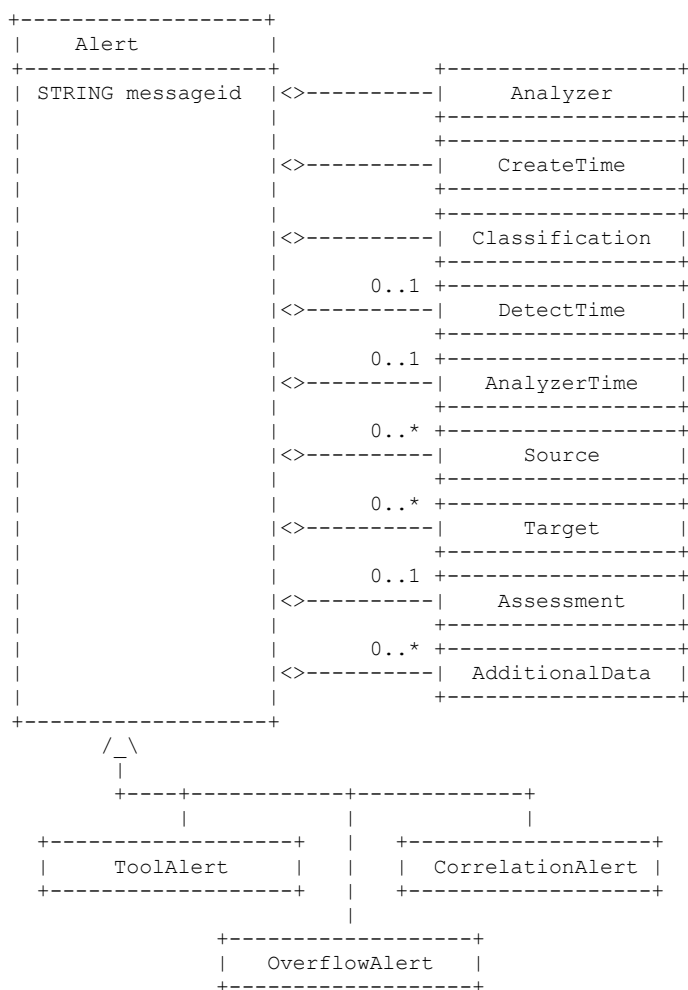 Alert
STRING messageid
Analyzer
CreateTime
Classification
0..1
DetectTime
0..1
AnalyzerTime
0..*
Source
0..*
Target
0..1
Assessment
0..*
AdditionalData
ToolAlert
CorrelationAlert
OverflowAlert